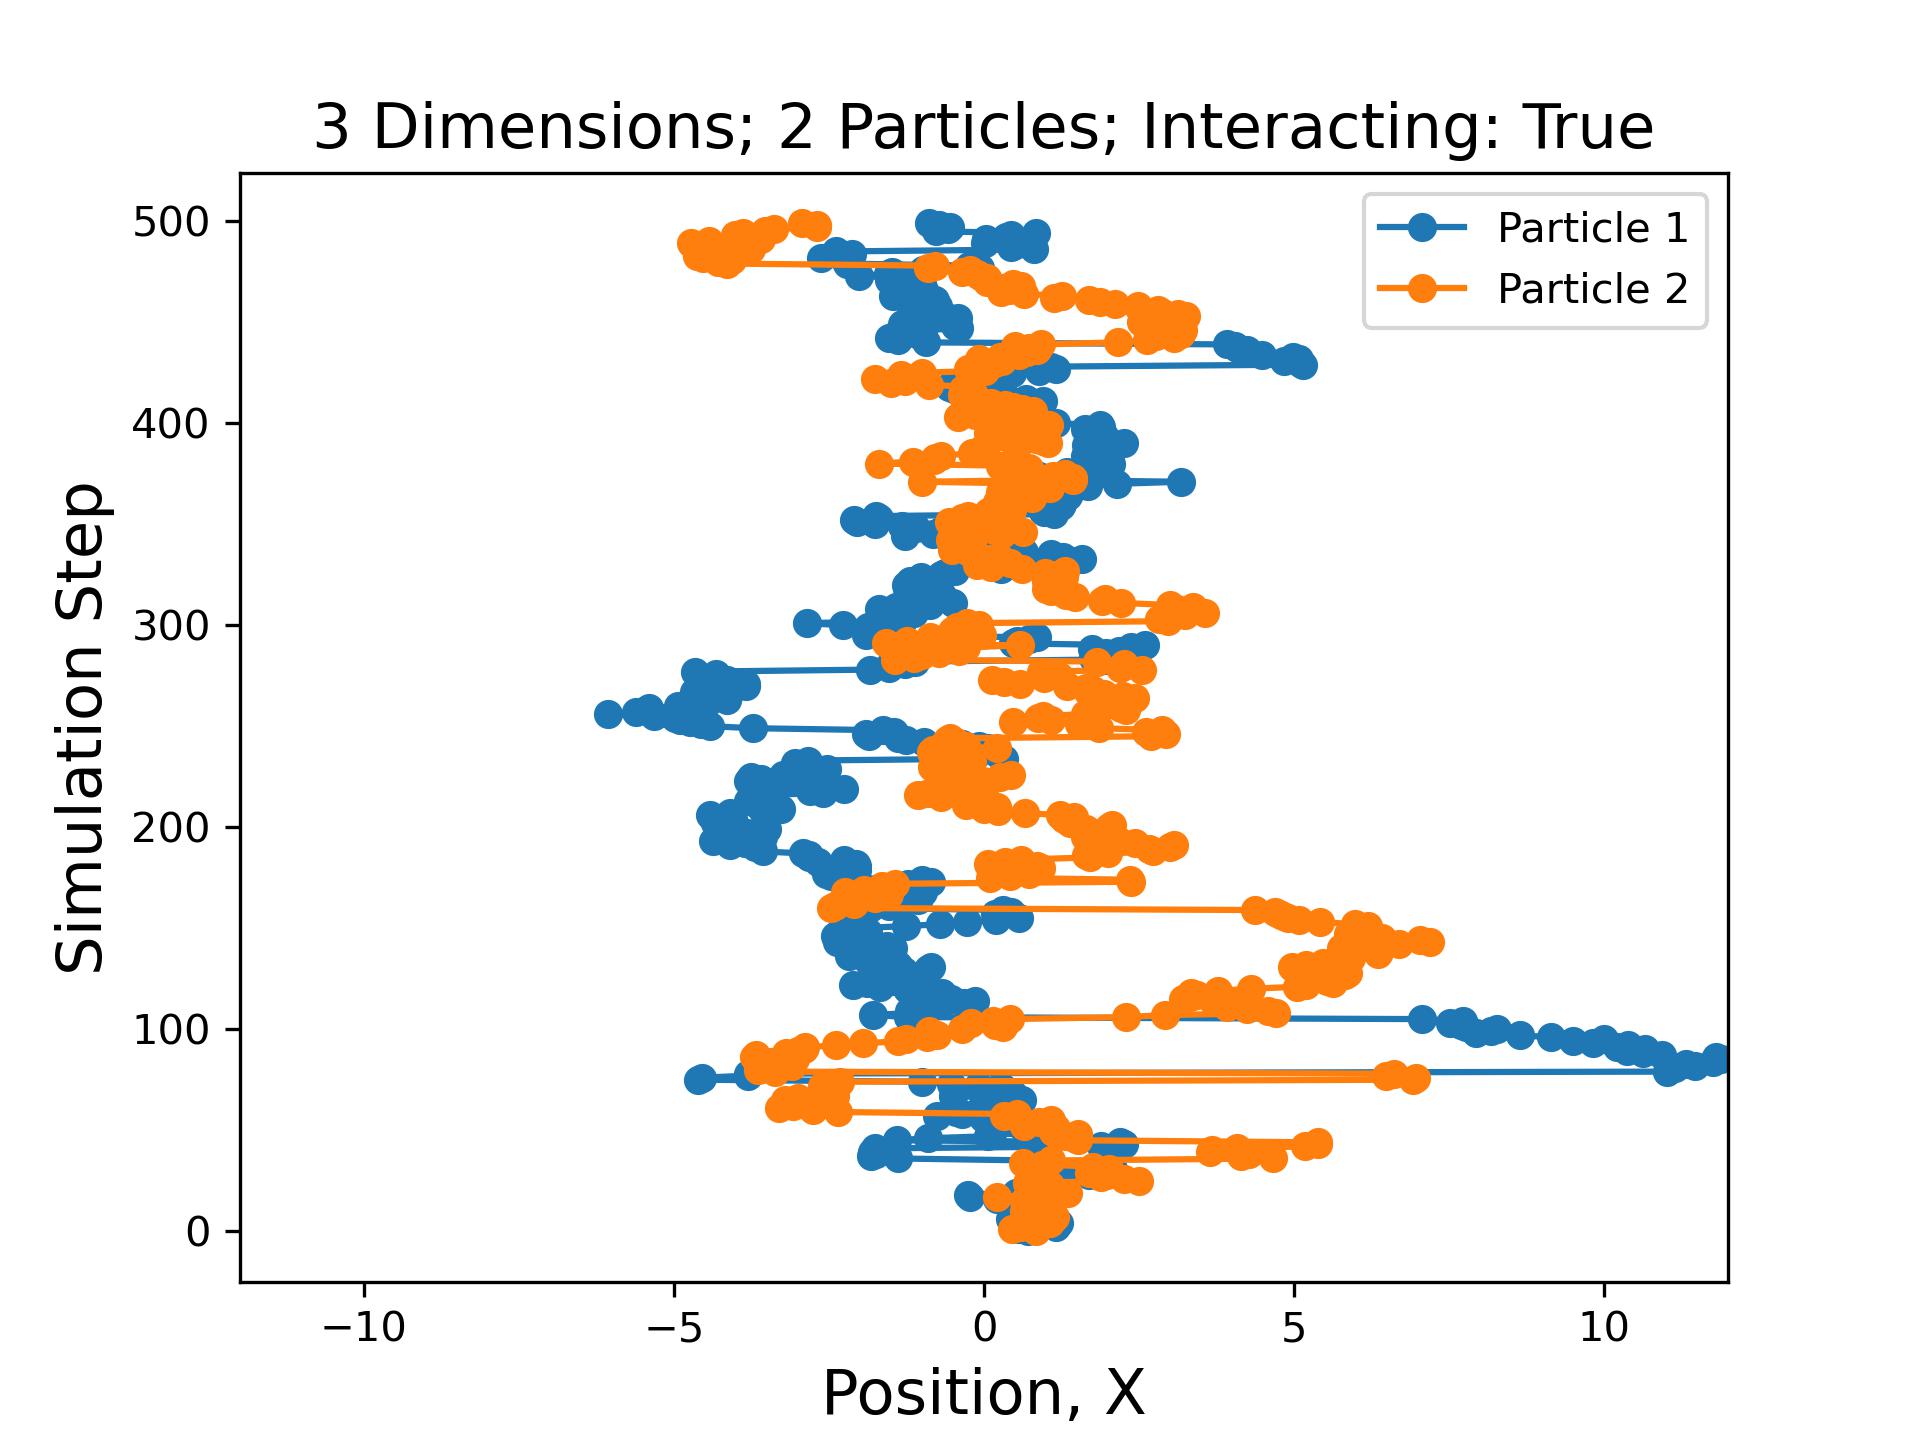 3 Dimensions; 2 Particles; Interacting: True
Particle 1
Particle 2
Simulation Step
500
400
300
200
100
0
−10
−5
0
5
10
Position, X